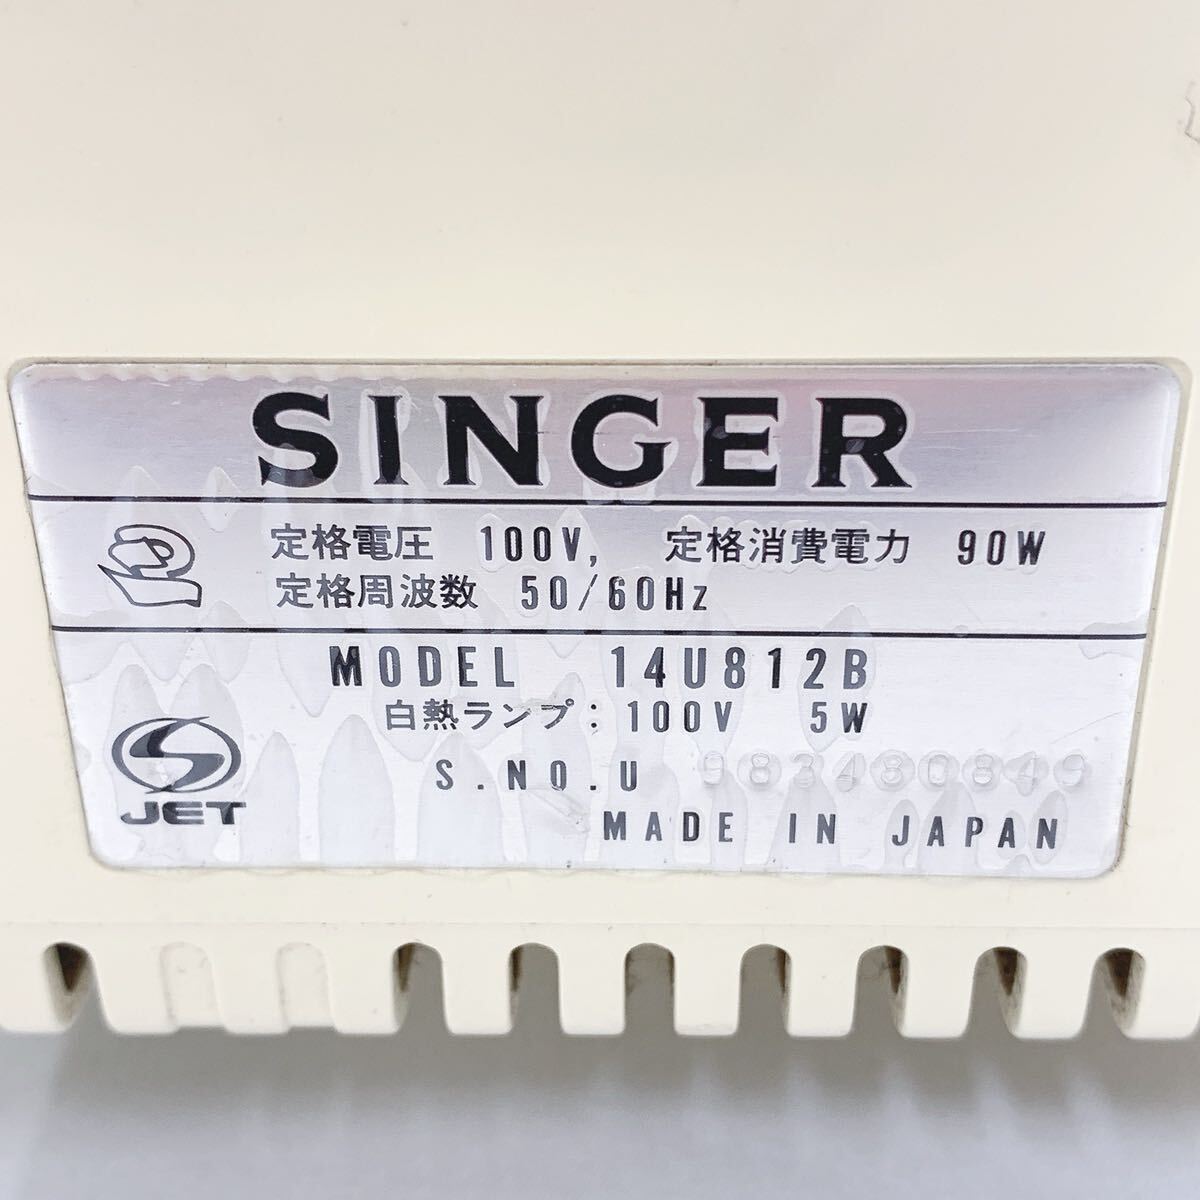 SINGER
定格電圧 100V, 定格消費電力 90W
定格周波数 50/60Hz
MODEL 14U812B
白熱ランプ: 100V 5W
S.NO.U 983480849
JET
MADE IN JAPAN